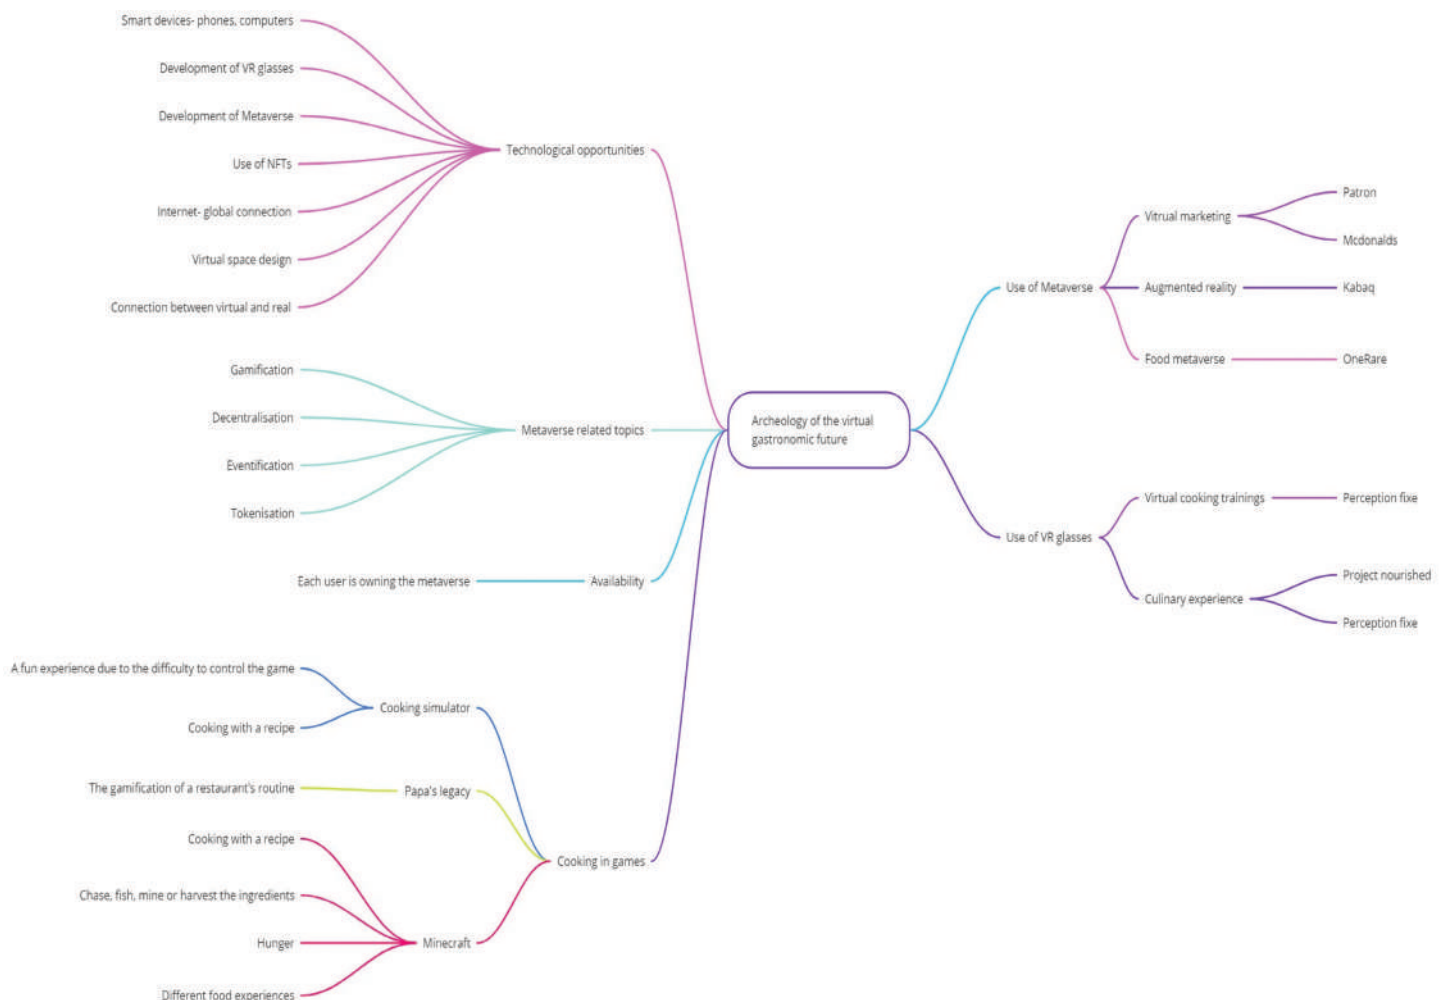 Smart devices- phones, computers
Development of VR glasses
Development of Metaverse
Use of NFTs
Internet- global connection
Virtual space design
Connection between virtual and real
Technological opportunities
Gamification
Decentralisation
Eventification
Tokenisation
Metaverse related topics
Each user is owning the metaverse
Availability
A fun experience due to the difficulty to control the game
Cooking with a recipe
Cooking simulator
The gamification of a restaurant's routine
Papa's legacy
Cooking with a recipe
Chase, fish, mine or harvest the ingredients
Hunger
Different food experiences
Minecraft
Cooking in games
Archeology of the virtual
gastronomic future
Use of Metaverse
Vitrual marketing
Patron
Mcdonalds
Augmented reality
Kabaq
Food metaverse
OneRare
Use of VR glasses
Virtual cooking trainings
Perception fixe
Culinary experience
Project nourished
Perception fixe